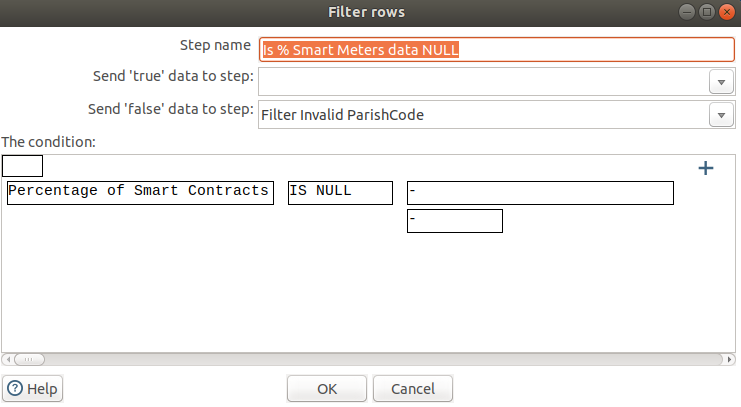 Filter rows
Step name Is % Smart Meters data NULL
Send 'true' data to step:
Send 'false' data to step: Filter Invalid ParishCode
The condition:
Percentage of Smart Contracts IS NULL -
-
Help OK Cancel